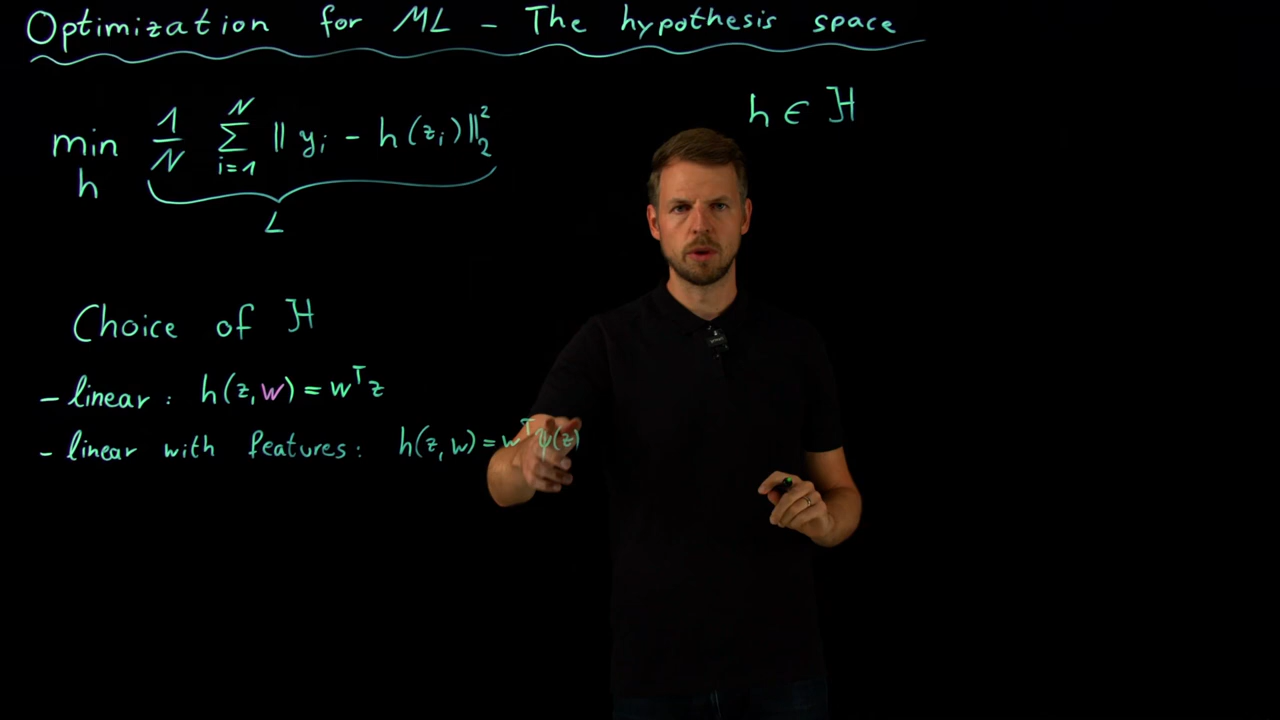 Optimization for ML - The hypothesis space
min h 1/N ∑ i=1 N || y_i - h(z_i) ||_2^2
L
h ∈ H
Choice of H
- linear : h(z, w) = w^T z
- linear with features : h(z, w) = w^T ψ(z)